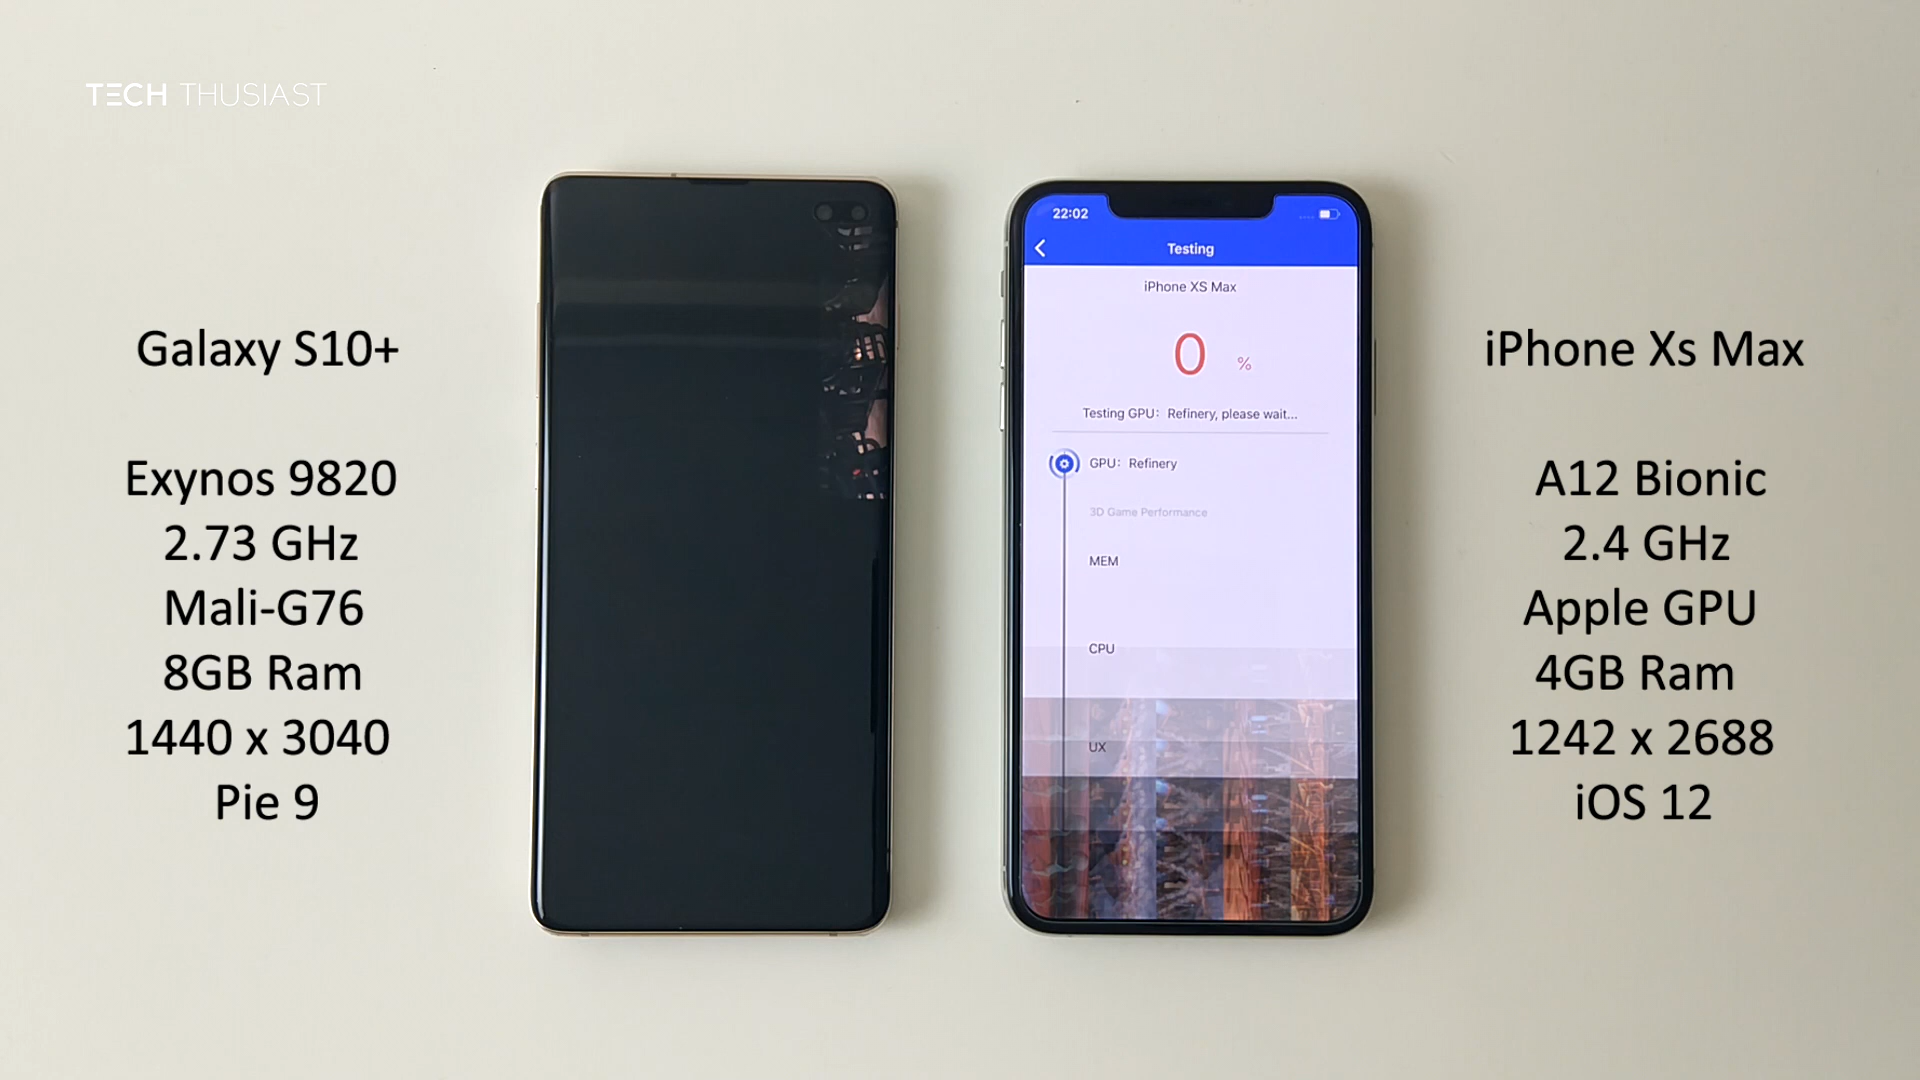 TECH THUSIAST
Galaxy S10+
Exynos 9820
2.73 GHz
Mali-G76
8GB Ram
1440 x 3040
Pie 9
22:02
Testing
iPhone XS Max
0 %
Testing GPU: Refinery, please wait...
GPU: Refinery
3D Game Performance
MEM
CPU
UX
iPhone Xs Max
A12 Bionic
2.4 GHz
Apple GPU
4GB Ram
1242 x 2688
iOS 12